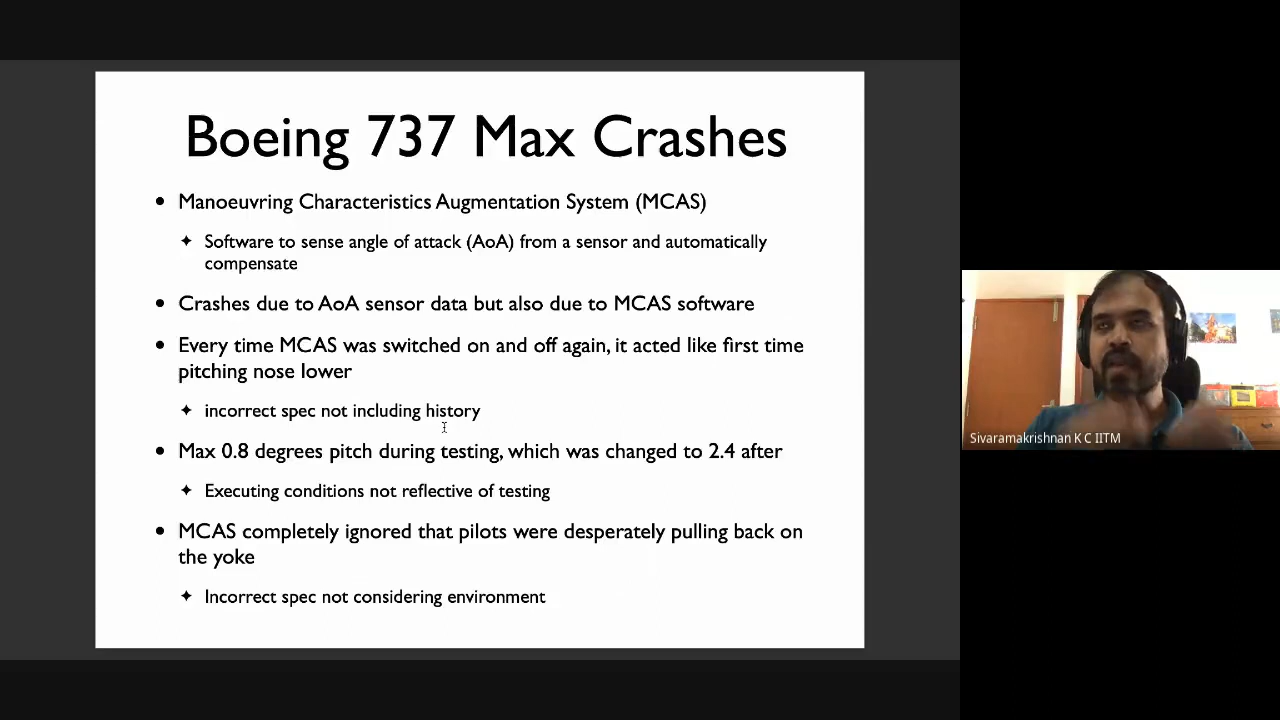 Boeing 737 Max Crashes
• Manoeuvring Characteristics Augmentation System (MCAS)
✦ Software to sense angle of attack (AoA) from a sensor and automatically
compensate
• Crashes due to AoA sensor data but also due to MCAS software
• Every time MCAS was switched on and off again, it acted like first time
pitching nose lower
✦ incorrect spec not including history
• Max 0.8 degrees pitch during testing, which was changed to 2.4 after
✦ Executing conditions not reflective of testing
• MCAS completely ignored that pilots were desperately pulling back on
the yoke
✦ Incorrect spec not considering environment
Sivaramakrishnan K C IITM